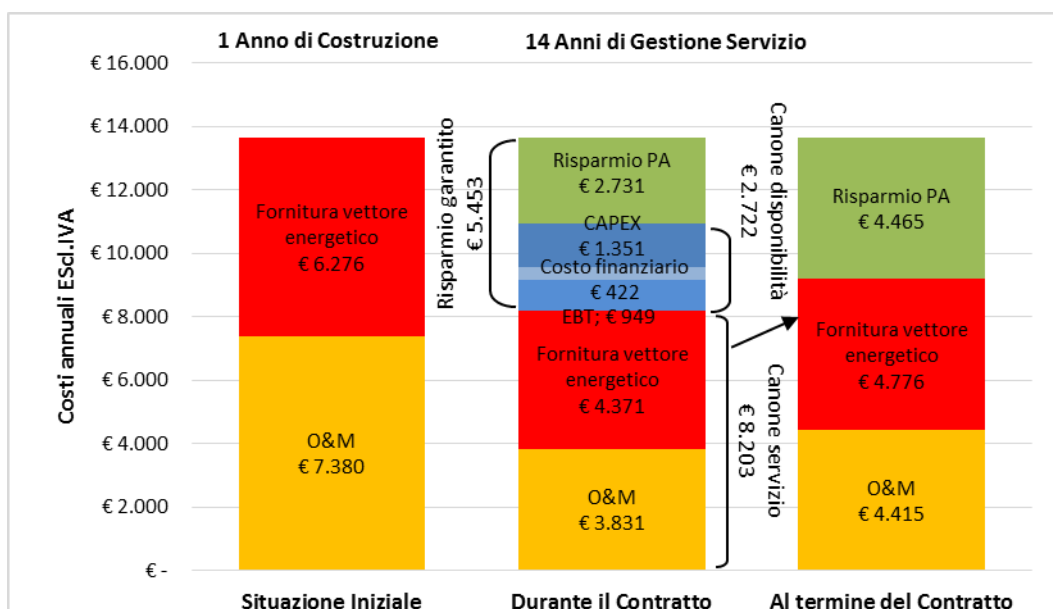 1 Anno di Costruzione
14 Anni di Gestione Servizio
€ 16.000
€ 14.000
€ 12.000
€ 10.000
€ 8.000
€ 6.000
€ 4.000
€ 2.000
€ -
Costi annuali EScl.IVA
Fornitura vettore
energetico
€ 6.276
O&M
€ 7.380
Situazione Iniziale
Risparmio garantito
€ 5.453
Risparmio PA
€ 2.731
CAPEX
€ 1.351
Costo finanziario
€ 422
EBT; € 949
Fornitura vettore
energetico
€ 4.371
O&M
€ 3.831
Durante il Contratto
Canone disponibilità
€ 2.722
Canone servizio
€ 8.203
Risparmio PA
€ 4.465
Fornitura vettore
energetico
€ 4.776
O&M
€ 4.415
Al termine del Contratto